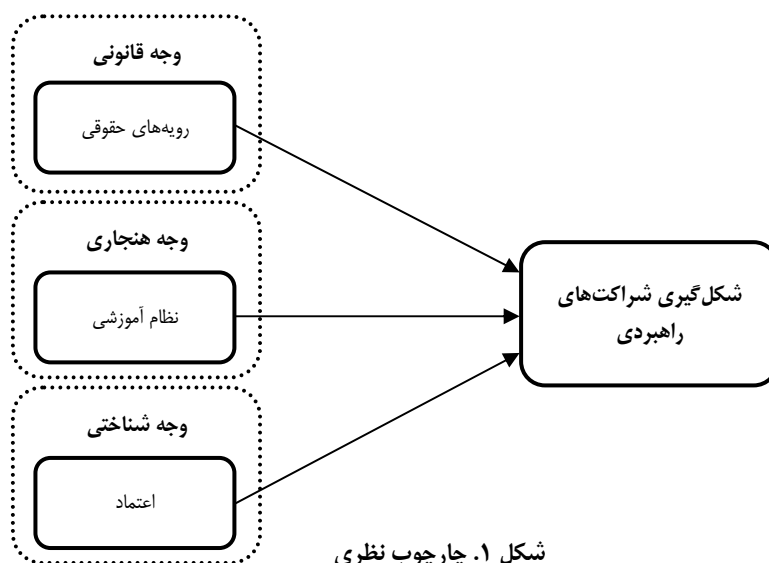 وجه قانونی
رویه‌های حقوقی
وجه هنجاری
نظام آموزشی
وجه شناختی
اعتماد
شکل‌گیری شراکت‌های
راهبردی
شکل ۱. چارچوب نظری